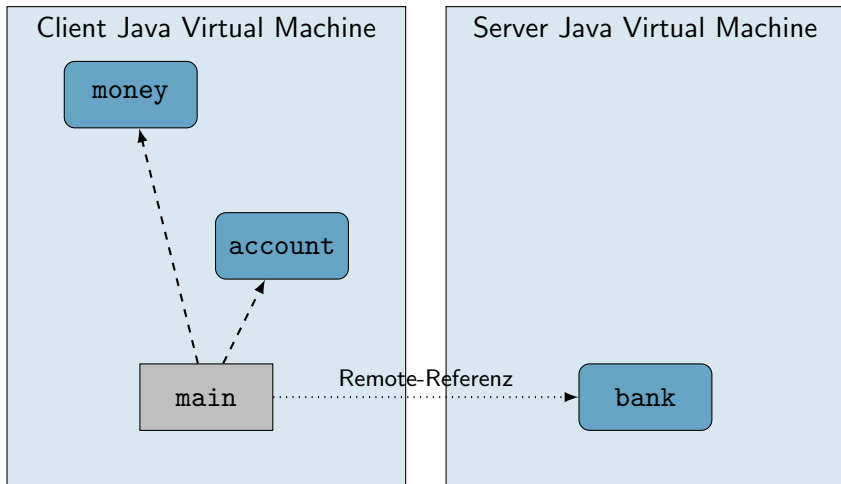 Client Java Virtual Machine
Server Java Virtual Machine
money
account
main
Remote-Referenz
bank